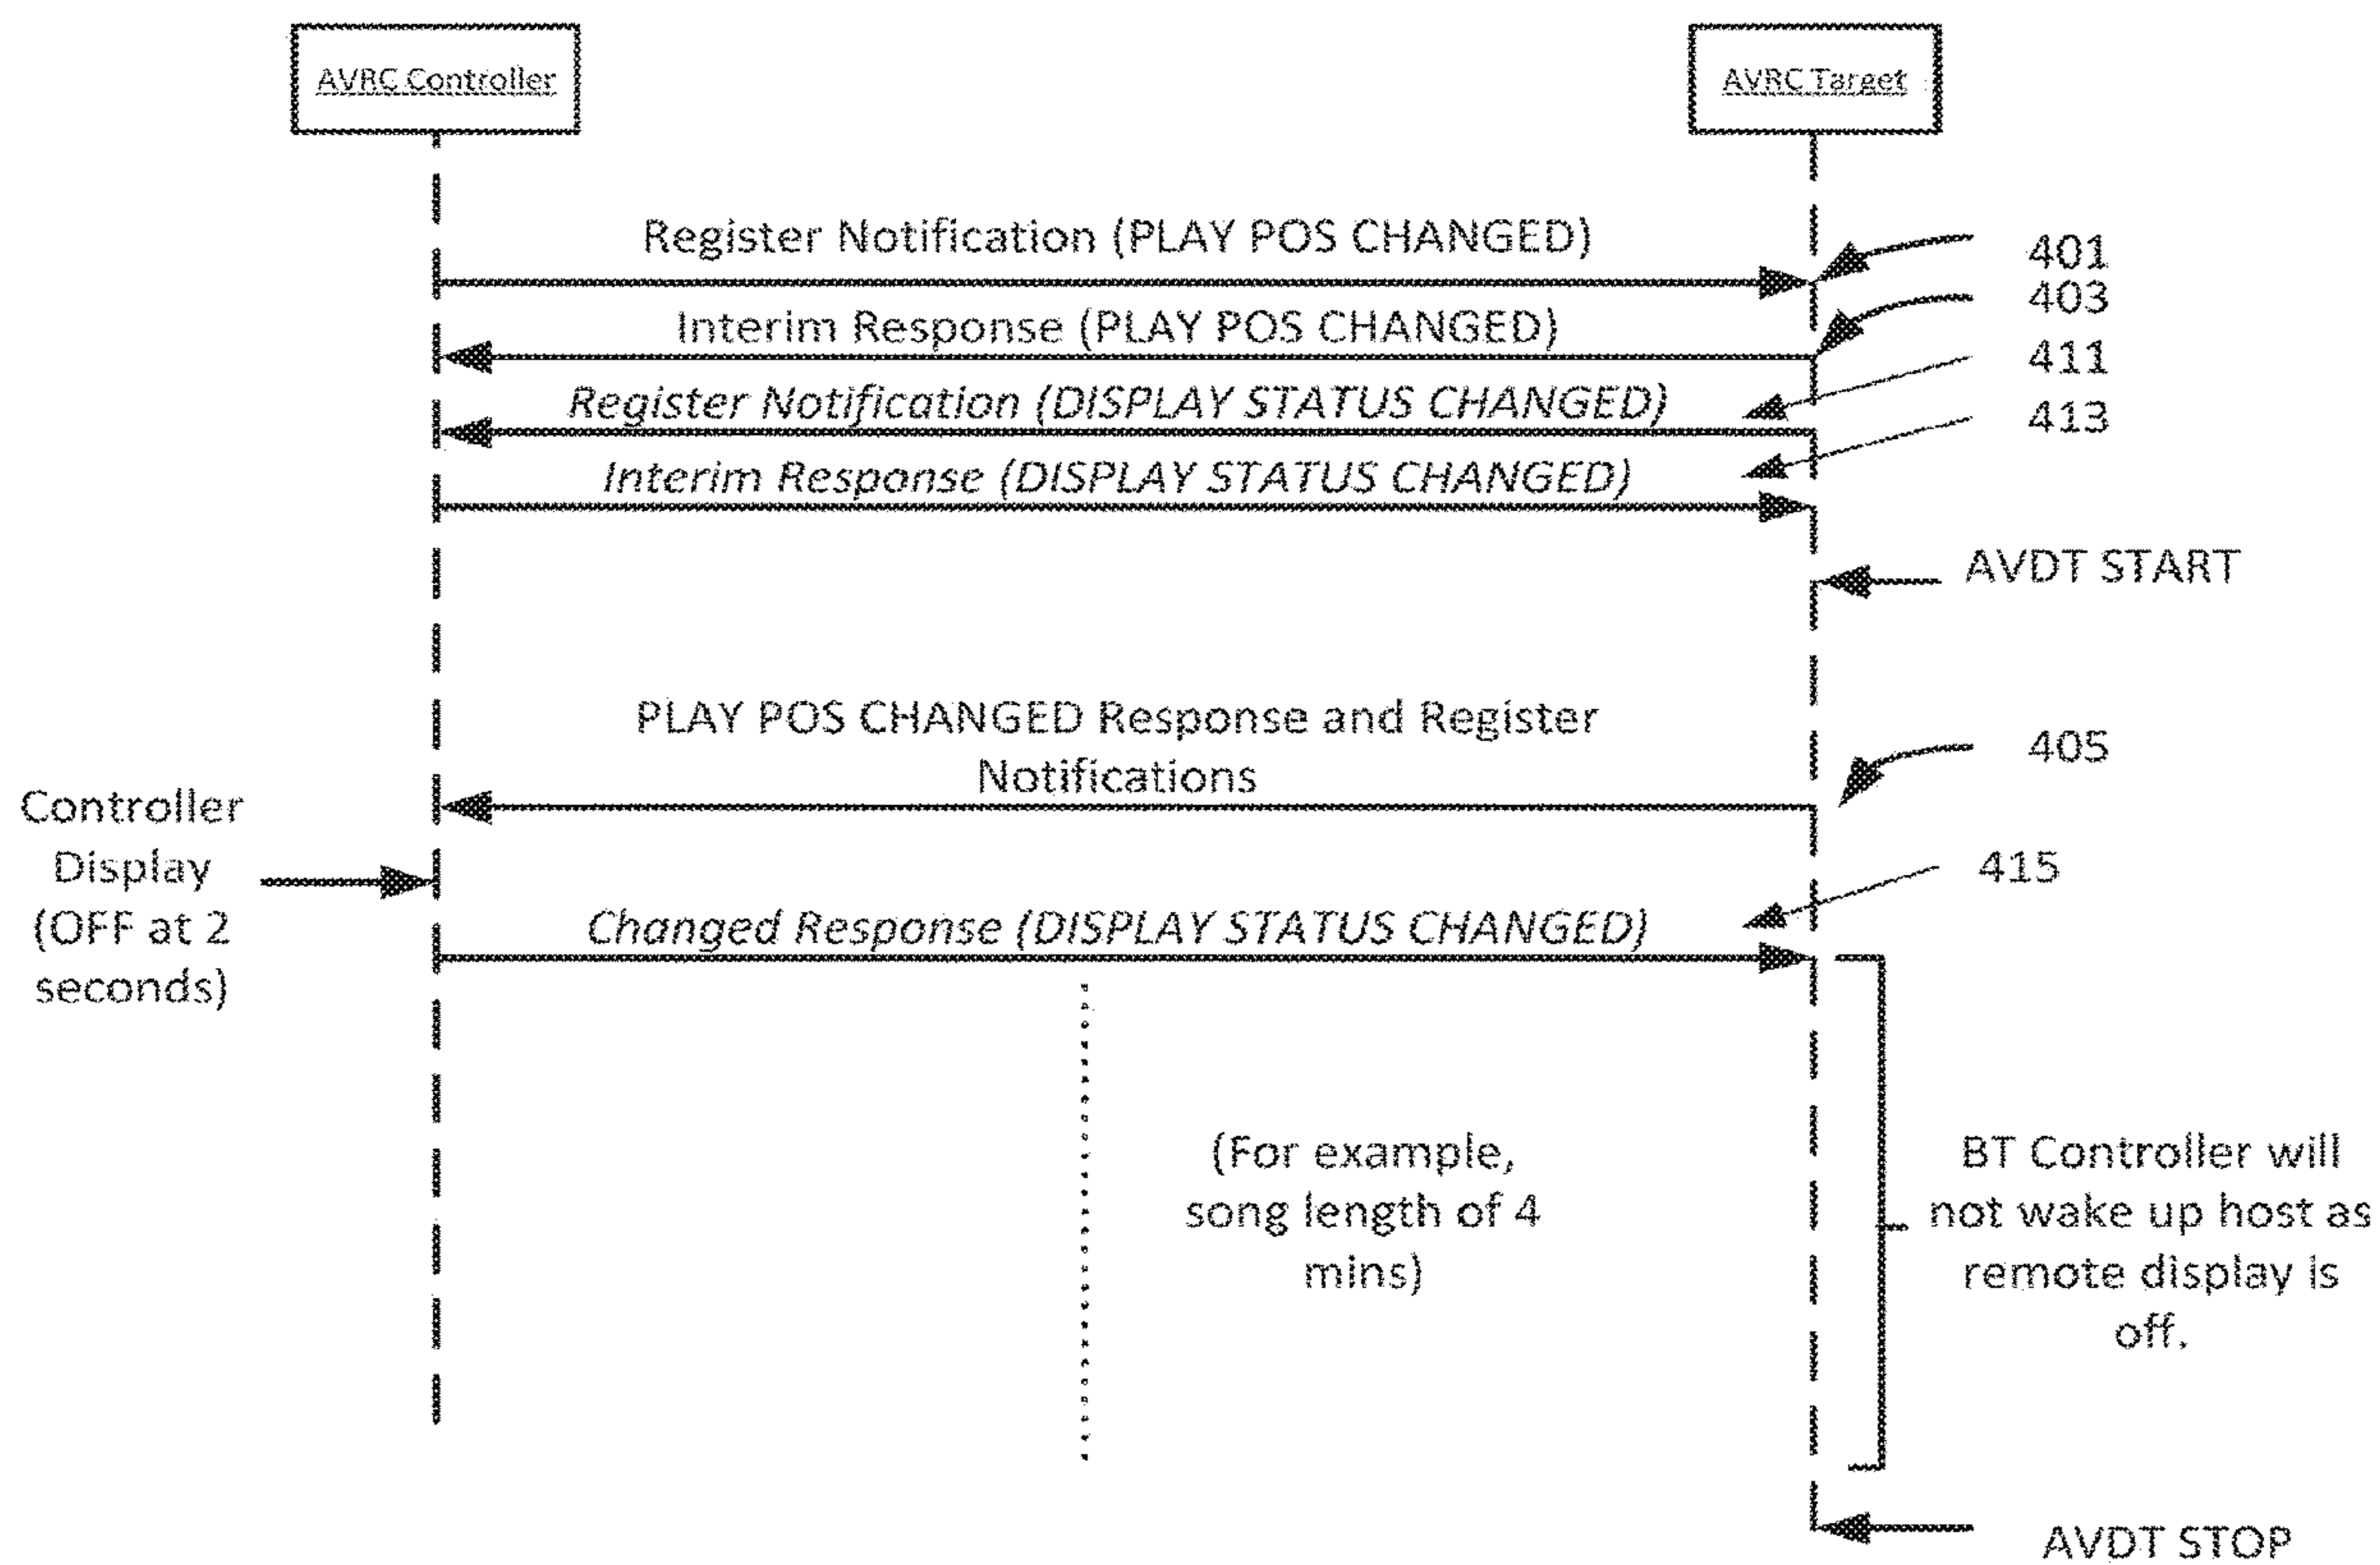 AVRC Controller
AVRC Target
Register Notification (PLAY POS CHANGED)
401
Interim Response (PLAY POS CHANGED)
403
Register Notification (DISPLAY STATUS CHANGED)
411
Interim Response (DISPLAY STATUS CHANGED)
413
AVDT START
PLAY POS CHANGED Response and Register
Notifications
405
Controller
Display
(OFF at 2
seconds)
415
Changed Response (DISPLAY STATUS CHANGED)
(For example,
song length of 4
mins)
BT Controller will
not wake up host as
remote display is
off.
AVDT STOP